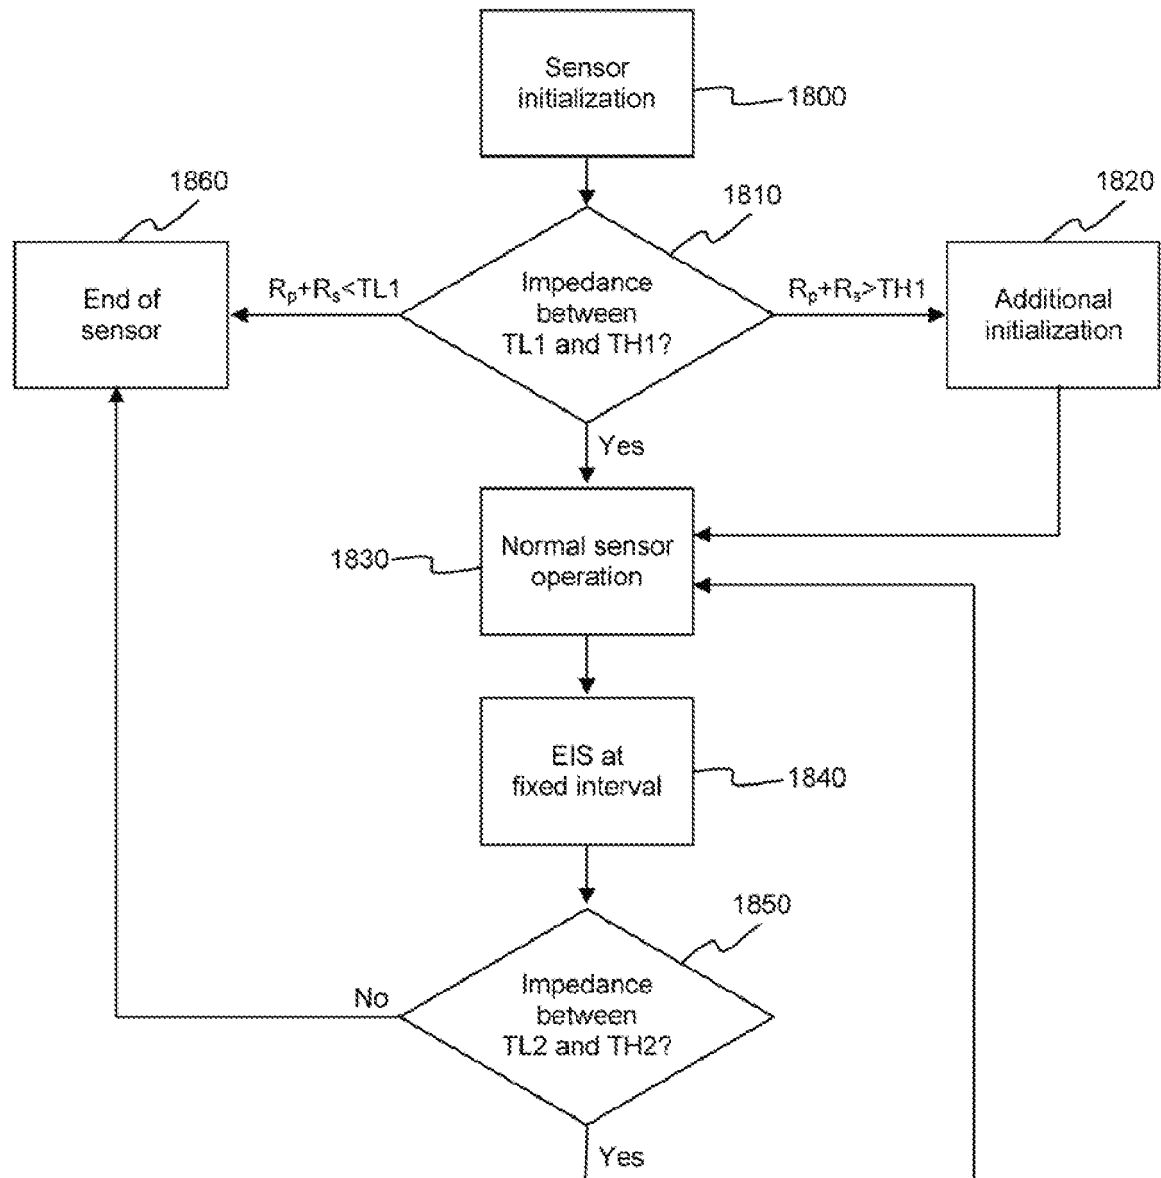 Sensor
initialization
1800
1860
1810
1820
End of
sensor
Rp+Rs<TL1
Impedance
between
TL1 and TH1?
Rp+Rs>TH1
Additional
initialization
Yes
1830
Normal sensor
operation
EIS at
fixed interval
1840
1850
No
Impedance
between
TL2 and TH2?
Yes